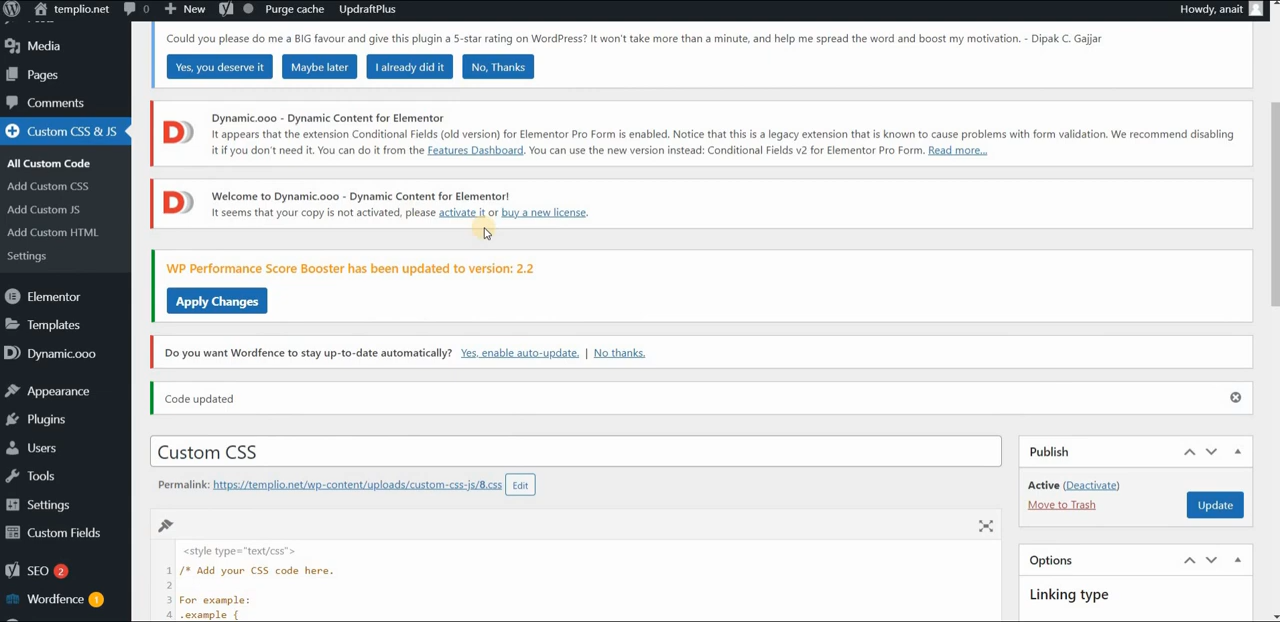 templio.net 0 New Purge cache UpdraftPlus Howdy, anait
Media
Pages
Comments
Custom CSS & JS
All Custom Code
Add Custom CSS
Add Custom JS
Add Custom HTML
Settings
Elementor
Templates
Dynamic.ooo
Appearance
Plugins
Users
Tools
Settings
Custom Fields
SEO 2
Wordfence 1
Could you please do me a BIG favour and give this plugin a 5-star rating on WordPress? It won't take more than a minute, and help me spread the word and boost my motivation. - Dipak C. Gajjar
Yes, you deserve it Maybe later I already did it No, Thanks
Dynamic.ooo - Dynamic Content for Elementor
It appears that the extension Conditional Fields (old version) for Elementor Pro Form is enabled. Notice that this is a legacy extension that is known to cause problems with form validation. We recommend disabling
it if you don't need it. You can do it from the Features Dashboard. You can use the new version instead: Conditional Fields v2 for Elementor Pro Form. Read more...
Welcome to Dynamic.ooo - Dynamic Content for Elementor!
It seems that your copy is not activated, please activate it or buy a new license.
WP Performance Score Booster has been updated to version: 2.2
Apply Changes
Do you want Wordfence to stay up-to-date automatically? Yes, enable auto-update. | No thanks.
Code updated
Custom CSS
Permalink: https://templio.net/wp-content/uploads/custom-css-js/8.css Edit
<style type="text/css">
1 /* Add your CSS code here.
2
3 For example:
4 .example {
Publish
Active (Deactivate)
Move to Trash
Update
Options
Linking type